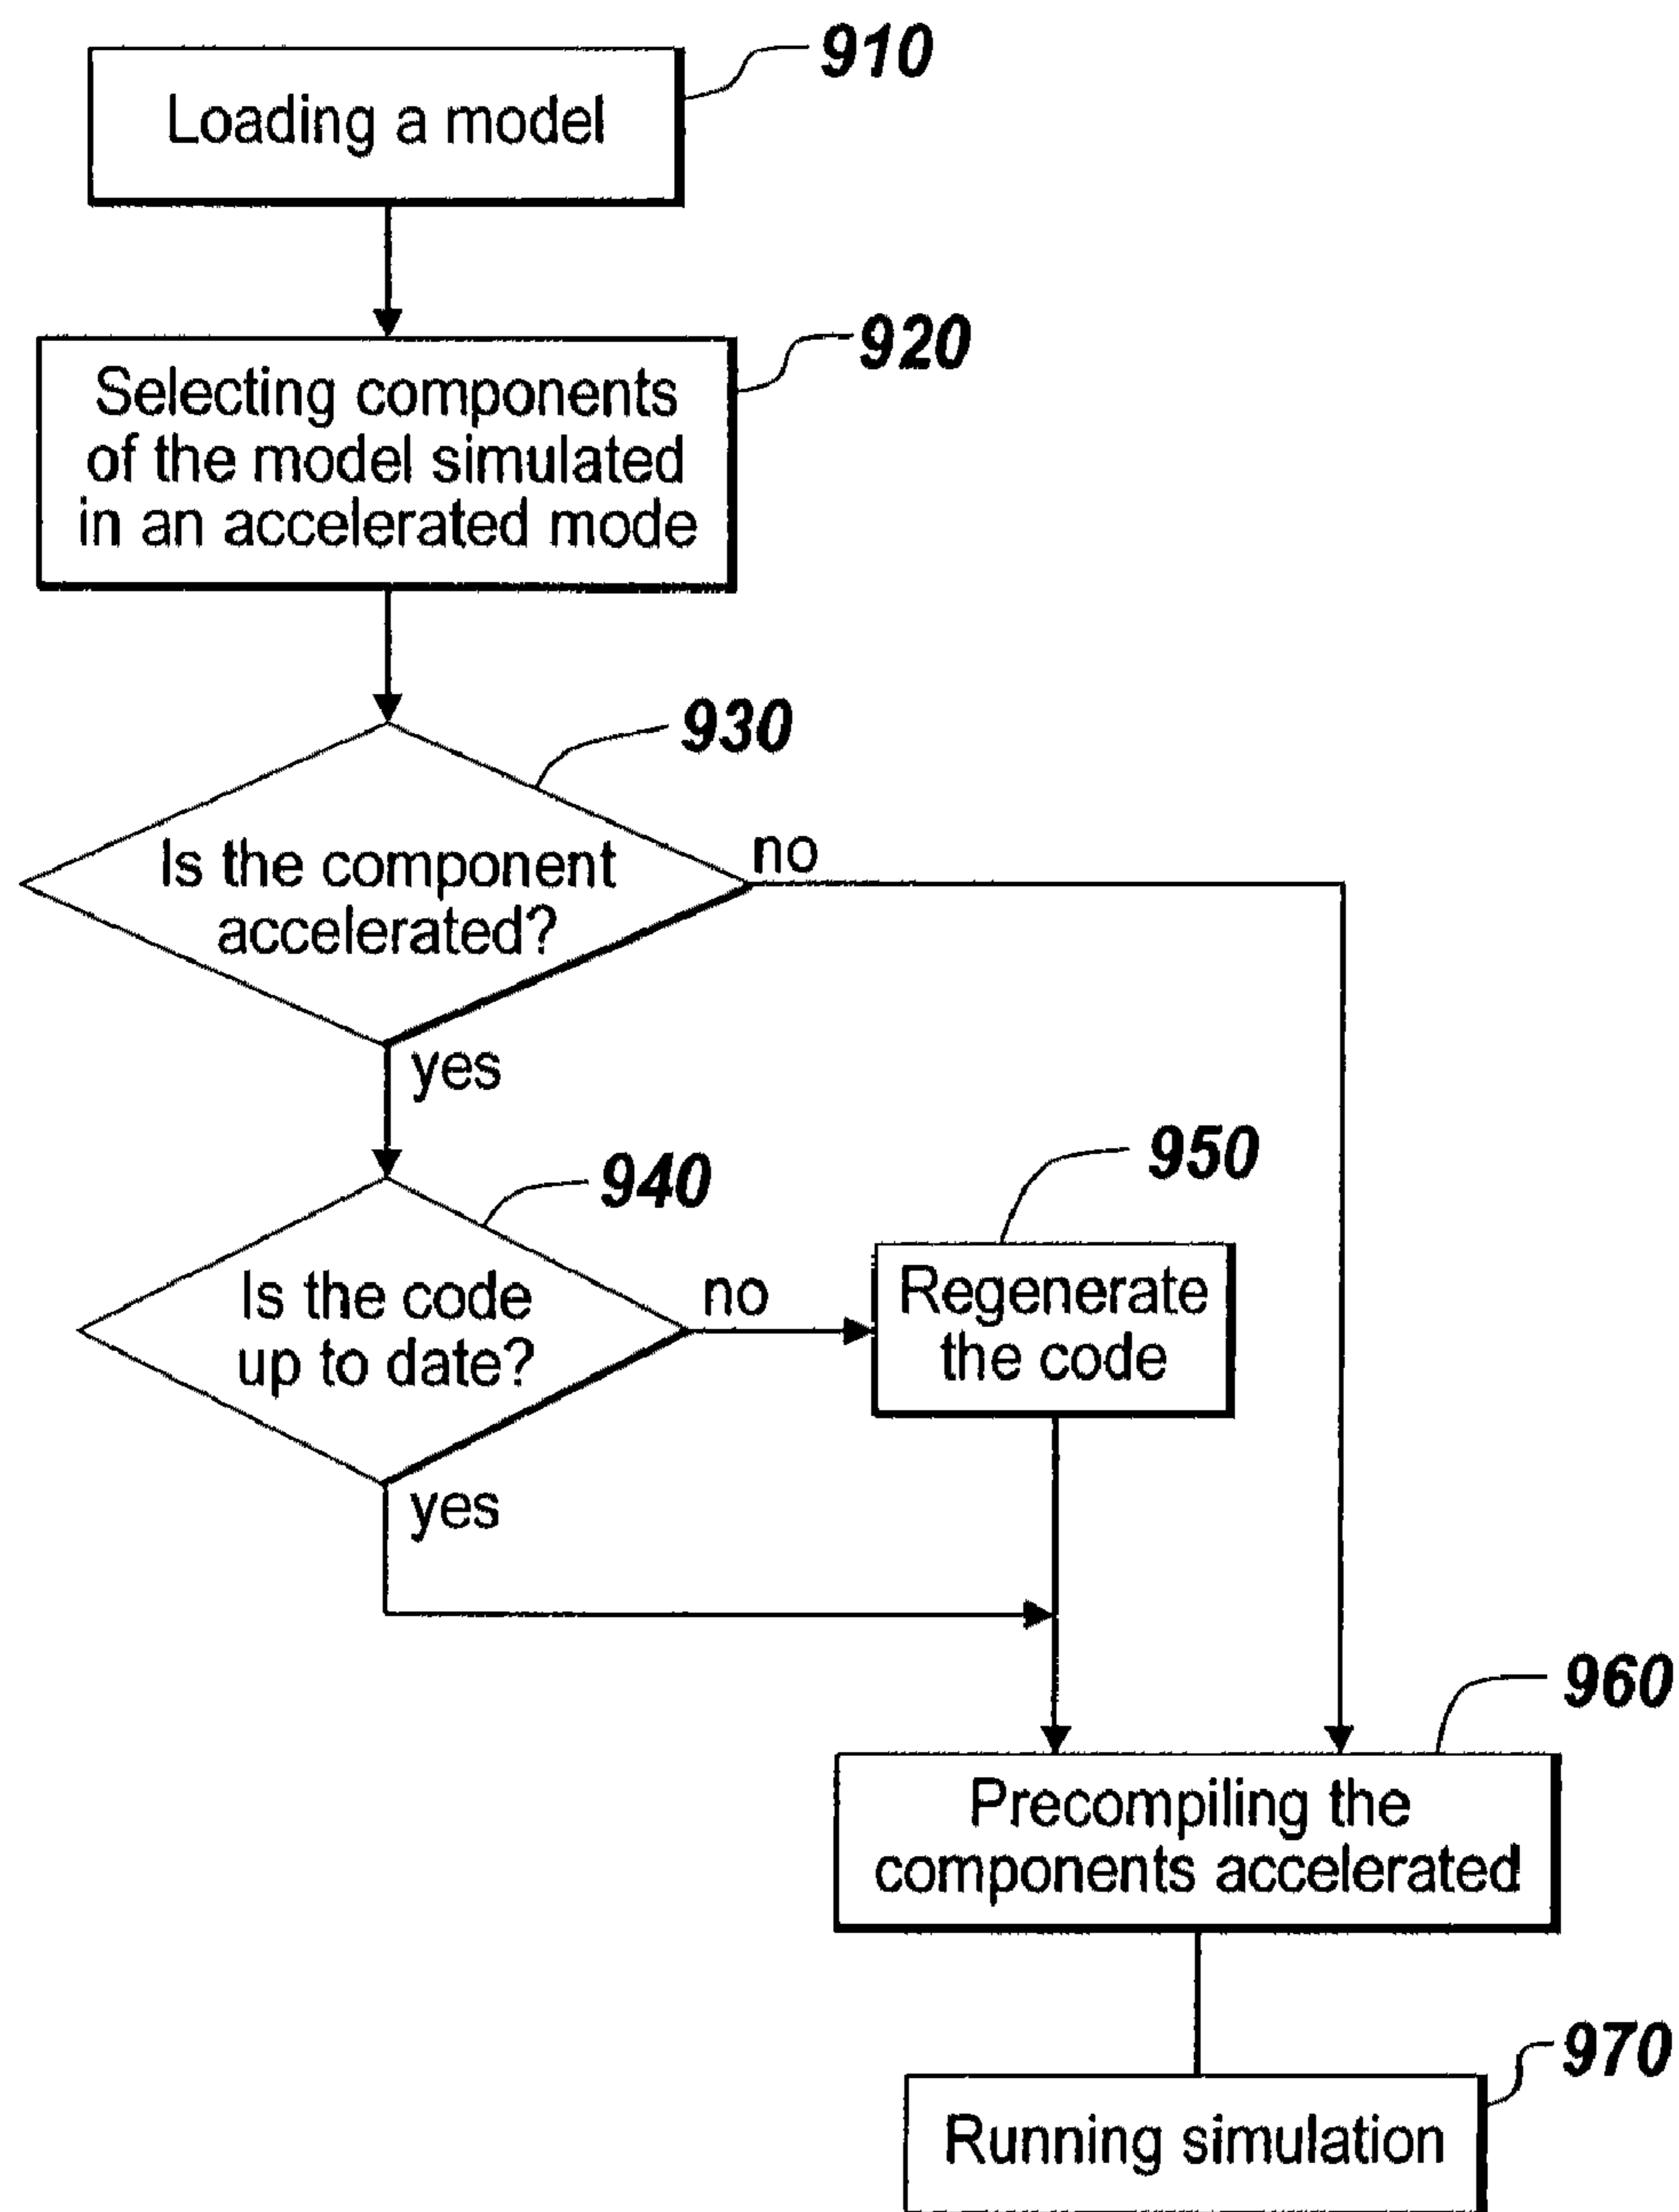 910
Loading a model
920
Selecting components
of the model simulated
in an accelerated mode
930
Is the component
accelerated?
no
yes
940
950
Is the code
up to date?
no
Regenerate
the code
yes
960
Precompiling the
components accelerated
970
Running simulation